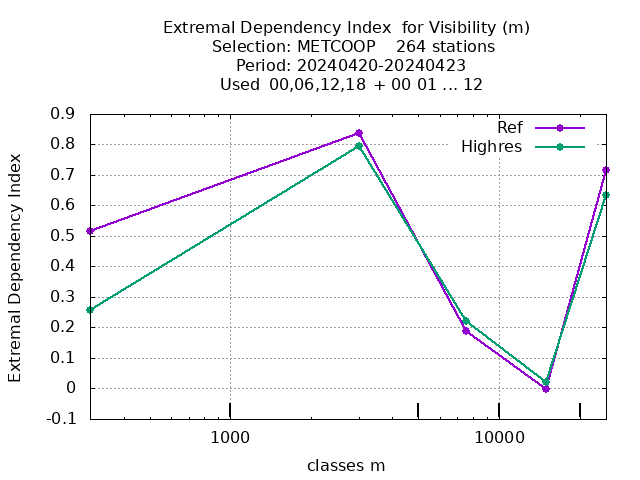 Extremal Dependency Index  for Visibility (m)
Selection: METCOOP    264 stations
Period: 20240420-20240423
Used  00,06,12,18  + 00 01 ... 12
Ref
Highres
Extremal Dependency Index
0.9
0.8
0.7
0.6
0.5
0.4
0.3
0.2
0.1
0
-0.1
1000
10000
classes m